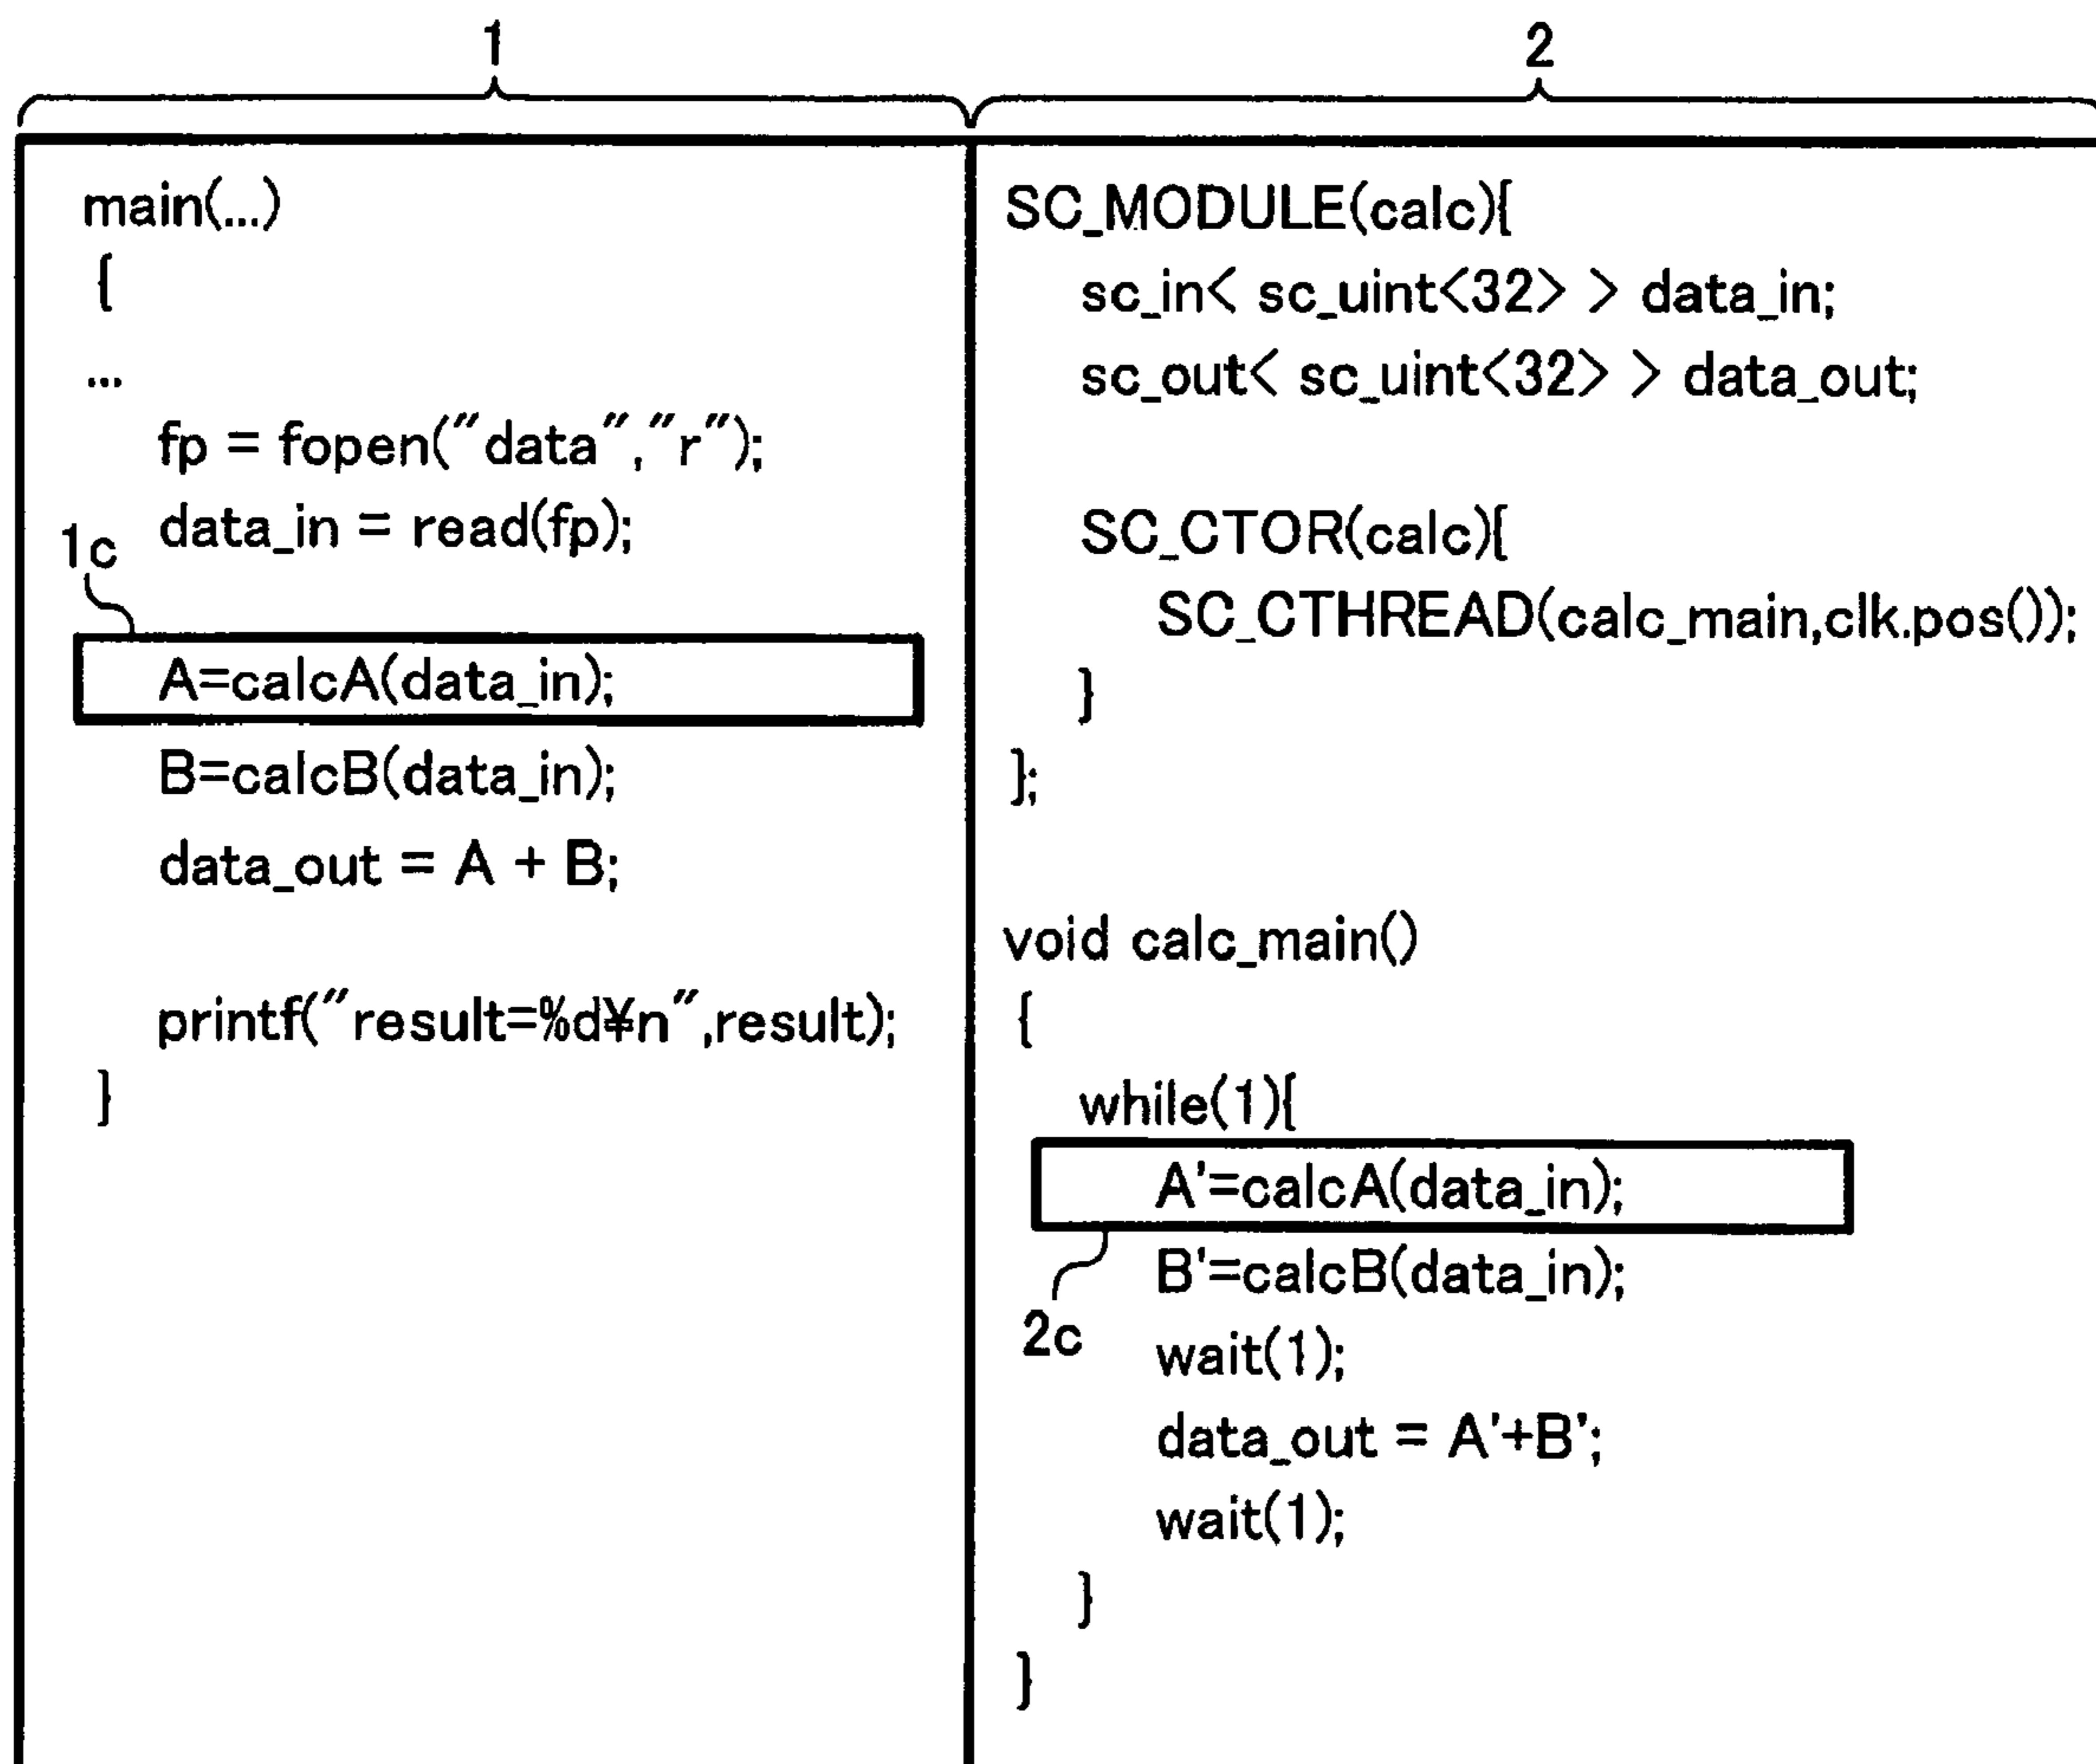 1
main(...)
{
...
fp = fopen("data","r");
data_in = read(fp);
1c
A=calcA(data_in);
B=calcB(data_in);
data_out = A + B;
printf("result=%d¥n",result);
}
2
SC_MODULE(calc){
sc_in< sc_uint<32> > data_in;
sc_out< sc_uint<32> > data_out;
SC_CTOR(calc){
SC_CTHREAD(calc_main,clk.pos());
}
};
void calc_main()
{
while(1){
A'=calcA(data_in);
B'=calcB(data_in);
2c
wait(1);
data_out = A'+B';
wait(1);
}
}